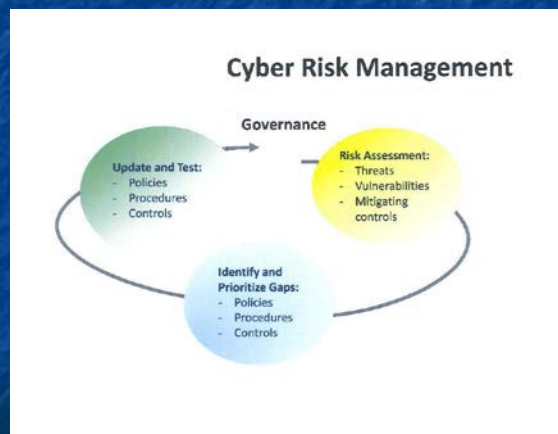 Cyber Risk Management
Governance
Update and Test:
- Policies
- Procedures
- Controls
Risk Assessment:
- Threats
- Vulnerabilities
- Mitigating
controls
Identify and
Prioritize Gaps:
- Policies
- Procedures
- Controls